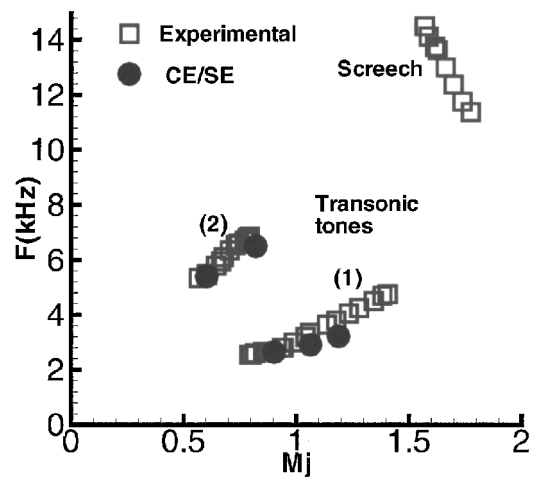 14
Experimental
CE/SE
Screech
12
10
F(kHz)
8
Transonic
tones
(2)
6
(1)
4
2
0
0
0.5
1
1.5
2
Mj